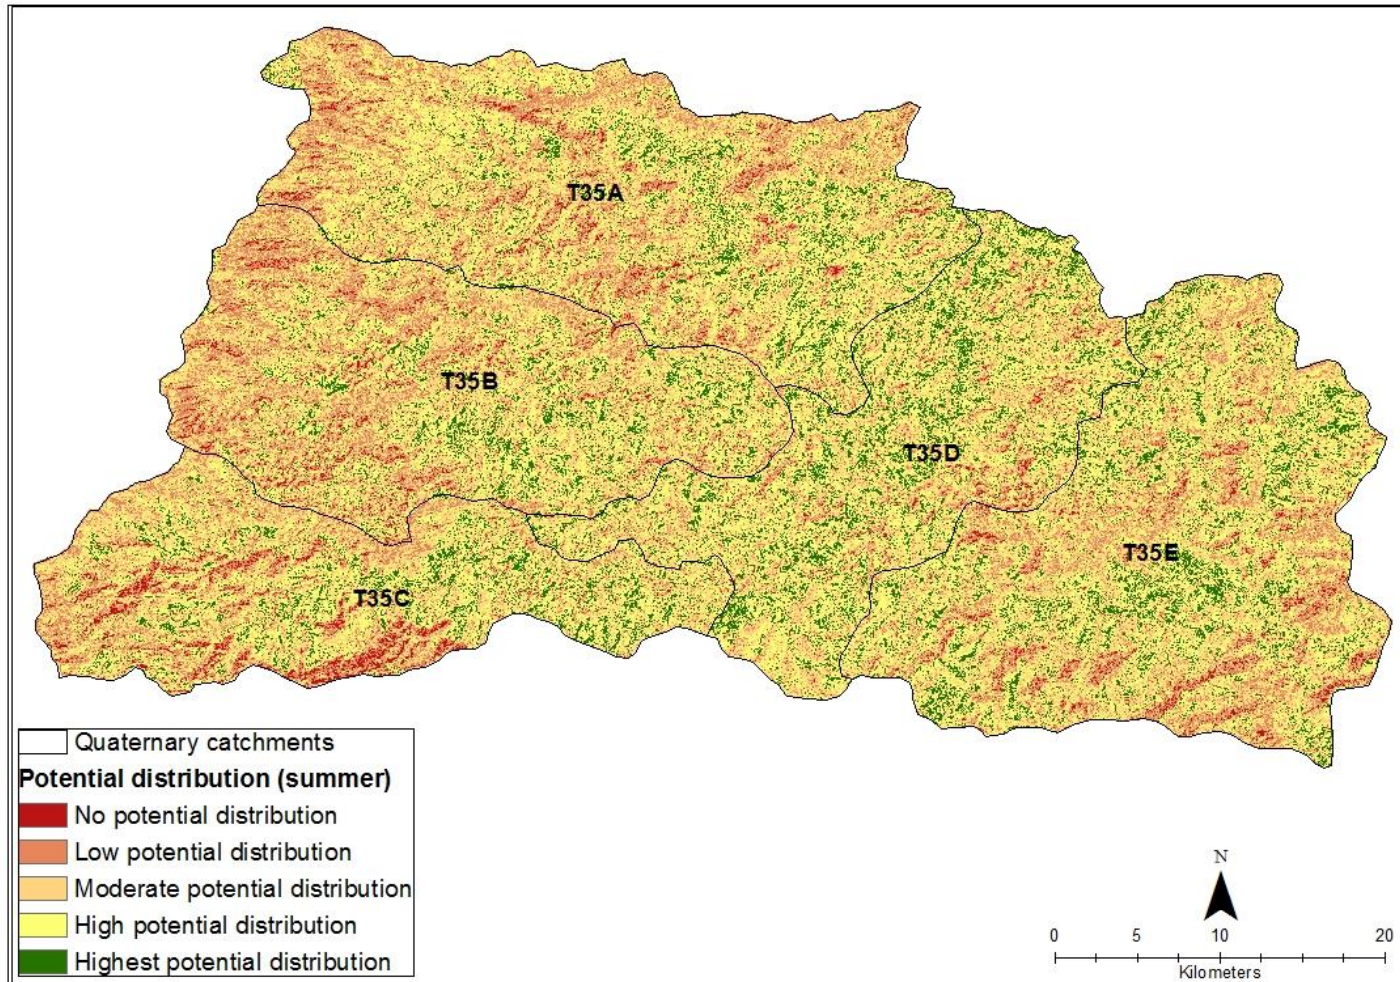 T35A
T35B
T35D
T35E
T35C
Quaternary catchments
Potential distribution (summer)
No potential distribution
Low potential distribution
Moderate potential distribution
High potential distribution
Highest potential distribution
N
0 5 10 20
Kilometers